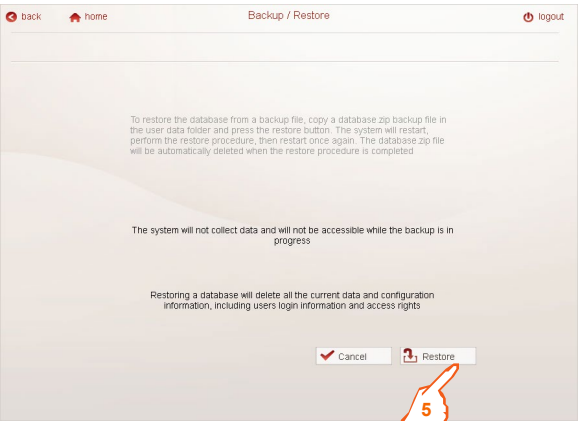 back home Backup / Restore logout
To restore the database from a backup file, copy a database.zip backup file in
the user data folder and press the restore button. The system will restart,
perform the restore procedure, then restart once again. The database.zip file
will be automatically deleted when the restore procedure is completed
The system will not collect data and will not be accessible while the backup is in
progress
Restoring a database will delete all the current data and configuration
information, including users login information and access rights
Cancel Restore
5